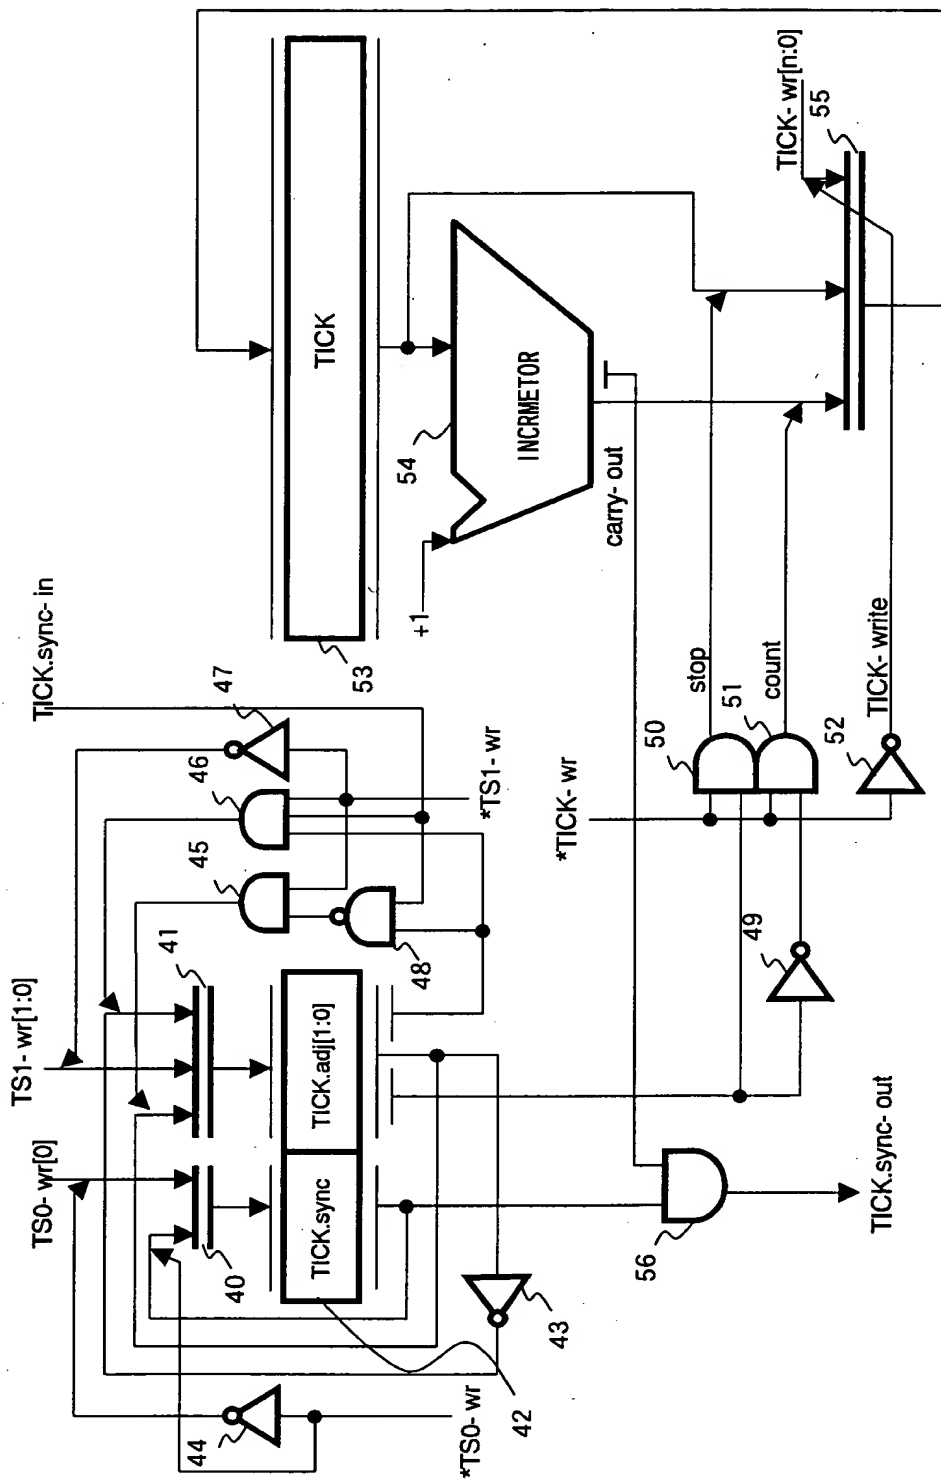 TS0- wr[0]
TS1- wr[1:0]
TICK.sync- in
44
40
41
45
46
47
TICK.sync
TICK.adj[1:0]
48
42
43
*TS0- wr
*TS1- wr
53
TICK
+1
54
INCRMETOR
carry- out
*TICK- wr
49
50
stop
51
count
52
TICK- write
TICK- wr[n:0]
55
56
TICK.sync- out